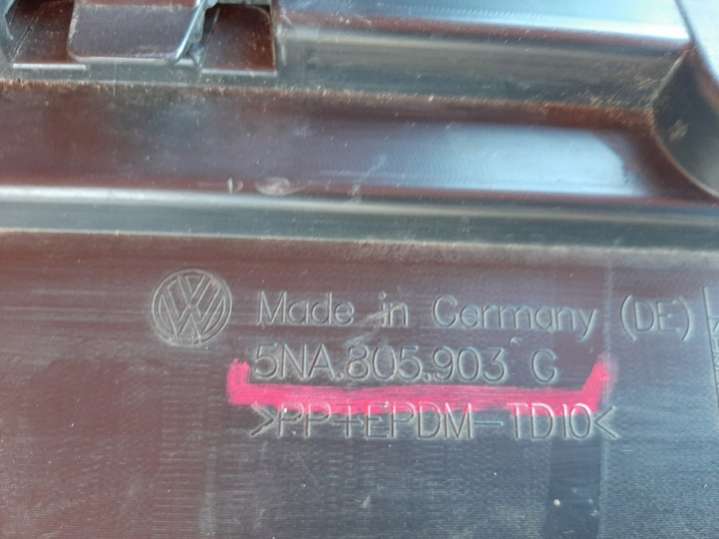 Made in Germany (DE)
5NA.805.903 G
>PP+EPDM-TD10<